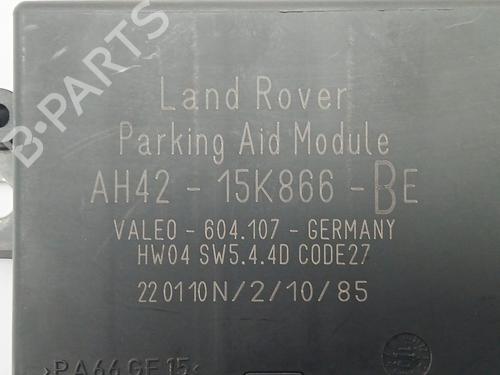 Land Rover
Parking Aid Module
AH42 - 15K866 - BE
VALEO - 604.107 - GERMANY
HW04 SW5.4.4D CODE27
220110N/2/10/85
>PA66GF15<
B-PARTS